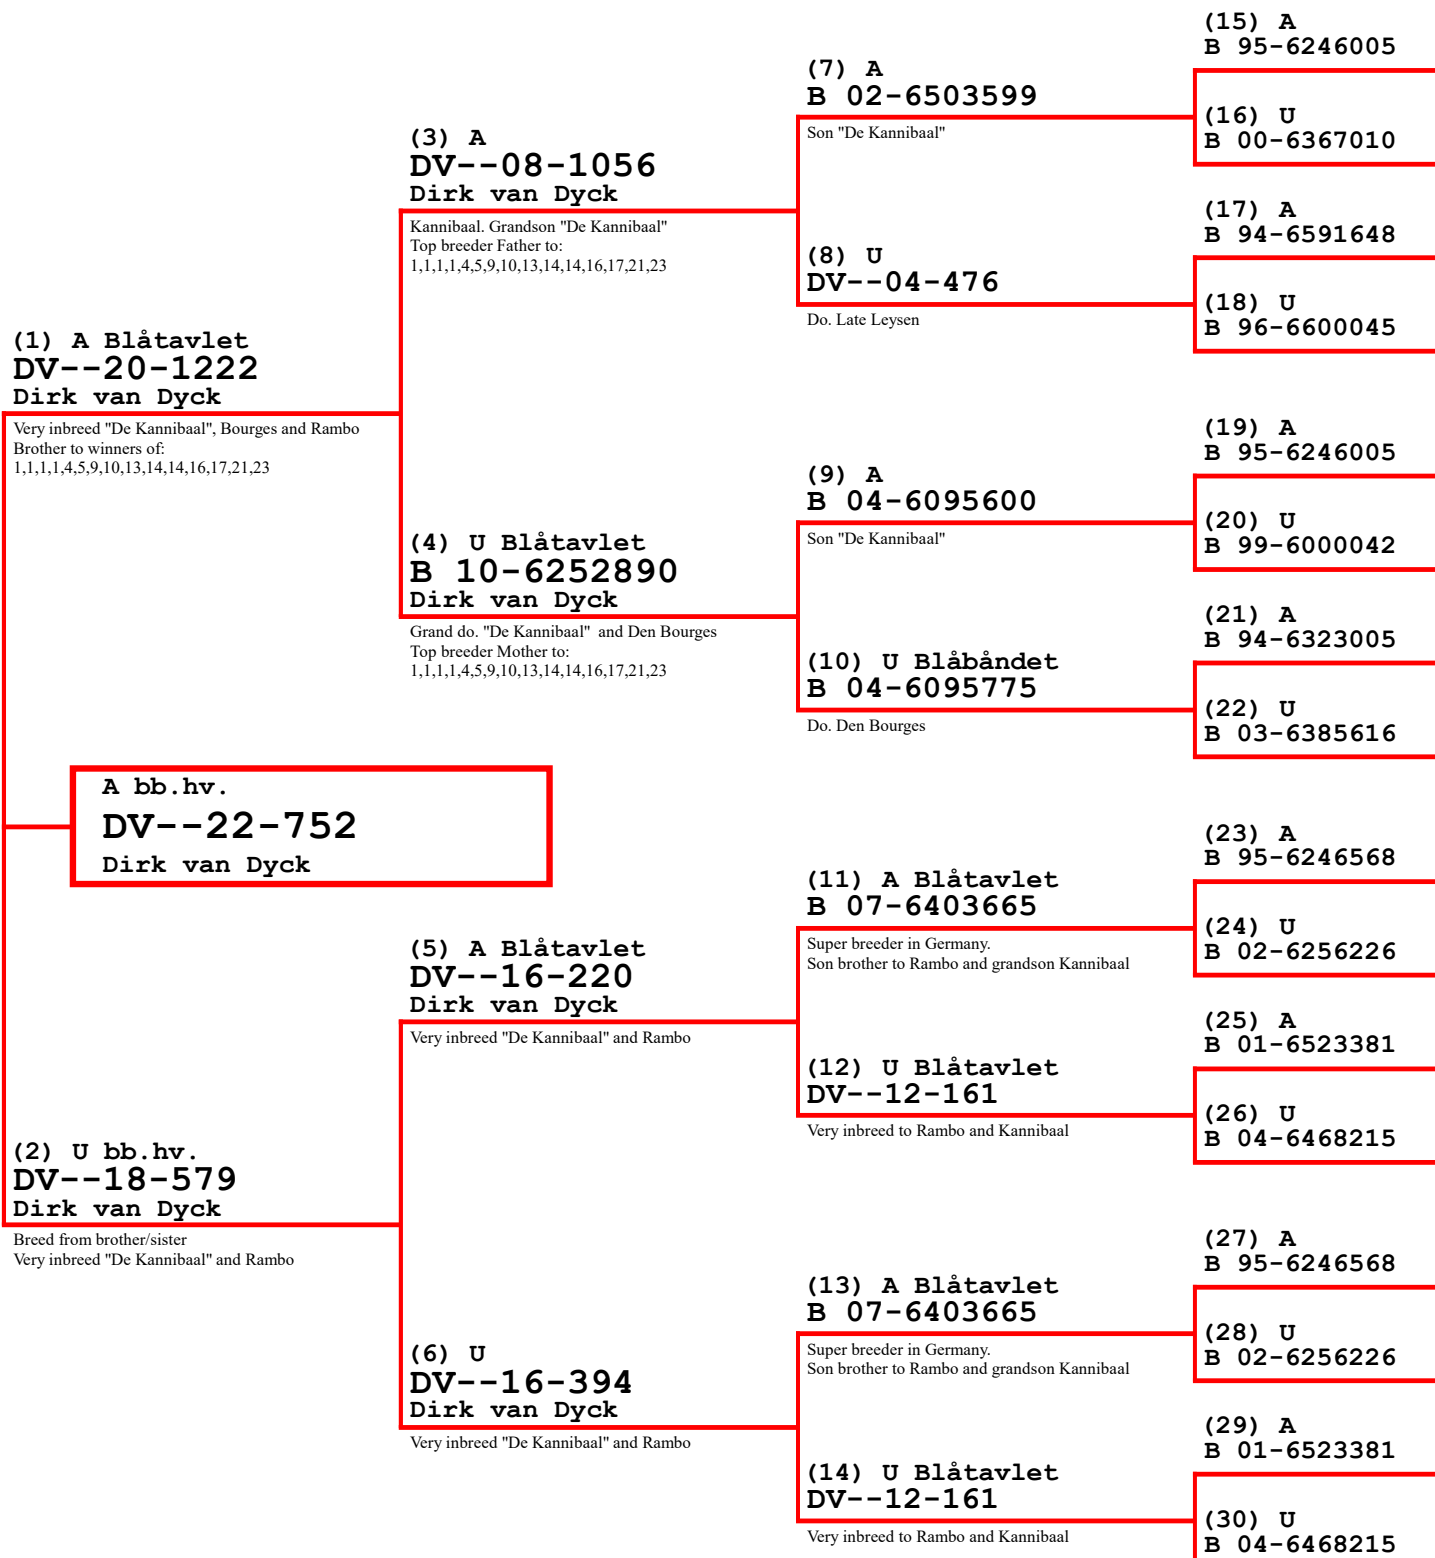 (1) A Blåtavlet
DV--20-1222
Dirk van Dyck
Very inbreed "De Kannibaal", Bourges and Rambo
Brother to winners of:
1,1,1,1,4,5,9,10,13,14,14,16,17,21,23
A bb.hv.
DV--22-752
Dirk van Dyck
(2) U bb.hv.
DV--18-579
Dirk van Dyck
Breed from brother/sister
Very inbreed "De Kannibaal" and Rambo
(3) A
DV--08-1056
Dirk van Dyck
Kannibaal. Grandson "De Kannibaal"
Top breeder Father to:
1,1,1,1,4,5,9,10,13,14,14,16,17,21,23
(4) U Blåtavlet
B 10-6252890
Dirk van Dyck
Grand do. "De Kannibaal" and Den Bourges
Top breeder Mother to:
1,1,1,1,4,5,9,10,13,14,14,16,17,21,23
(5) A Blåtavlet
DV--16-220
Dirk van Dyck
Very inbreed "De Kannibaal" and Rambo
(6) U
DV--16-394
Dirk van Dyck
Very inbreed "De Kannibaal" and Rambo
(7) A
B 02-6503599
Son "De Kannibaal"
(8) U
DV--04-476
Do. Late Leysen
(9) A
B 04-6095600
Son "De Kannibaal"
(10) U Blåbåndet
B 04-6095775
Do. Den Bourges
(11) A Blåtavlet
B 07-6403665
Super breeder in Germany.
Son brother to Rambo and grandson Kannibaal
(12) U Blåtavlet
DV--12-161
Very inbreed to Rambo and Kannibaal
(13) A Blåtavlet
B 07-6403665
Super breeder in Germany.
Son brother to Rambo and grandson Kannibaal
(14) U Blåtavlet
DV--12-161
Very inbreed to Rambo and Kannibaal
(15) A
B 95-6246005
(16) U
B 00-6367010
(17) A
B 94-6591648
(18) U
B 96-6600045
(19) A
B 95-6246005
(20) U
B 99-6000042
(21) A
B 94-6323005
(22) U
B 03-6385616
(23) A
B 95-6246568
(24) U
B 02-6256226
(25) A
B 01-6523381
(26) U
B 04-6468215
(27) A
B 95-6246568
(28) U
B 02-6256226
(29) A
B 01-6523381
(30) U
B 04-6468215